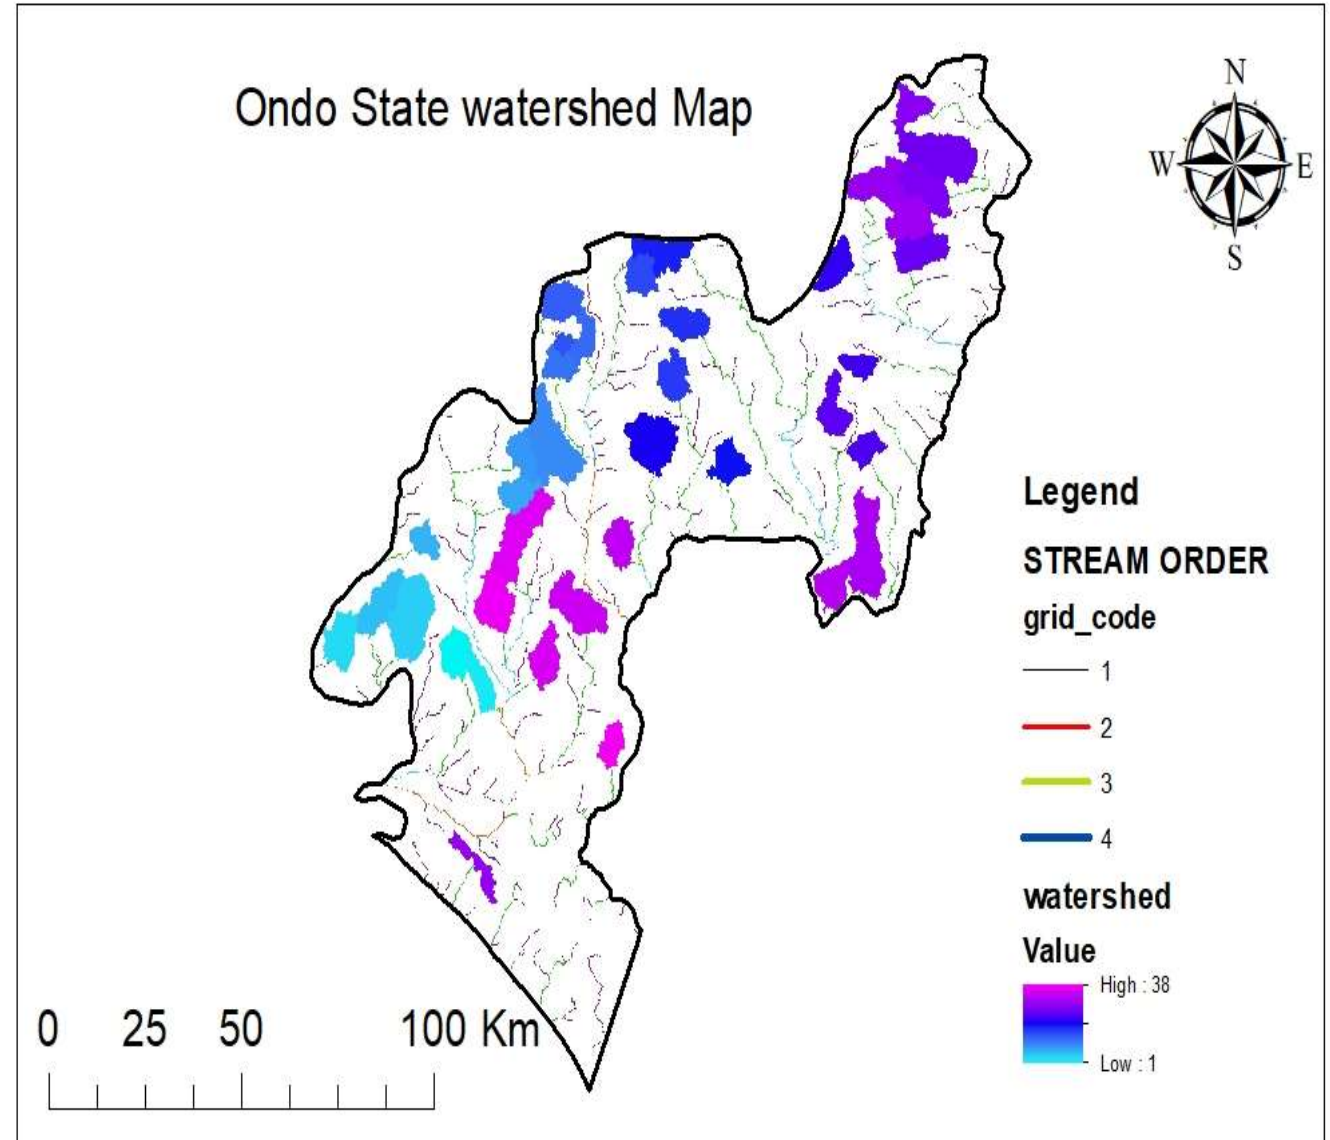 Ondo State watershed Map
N
W E
S
Legend
STREAM ORDER
grid_code
1
2
3
4
watershed
Value
High : 38
Low : 1
0 25 50 100 Km